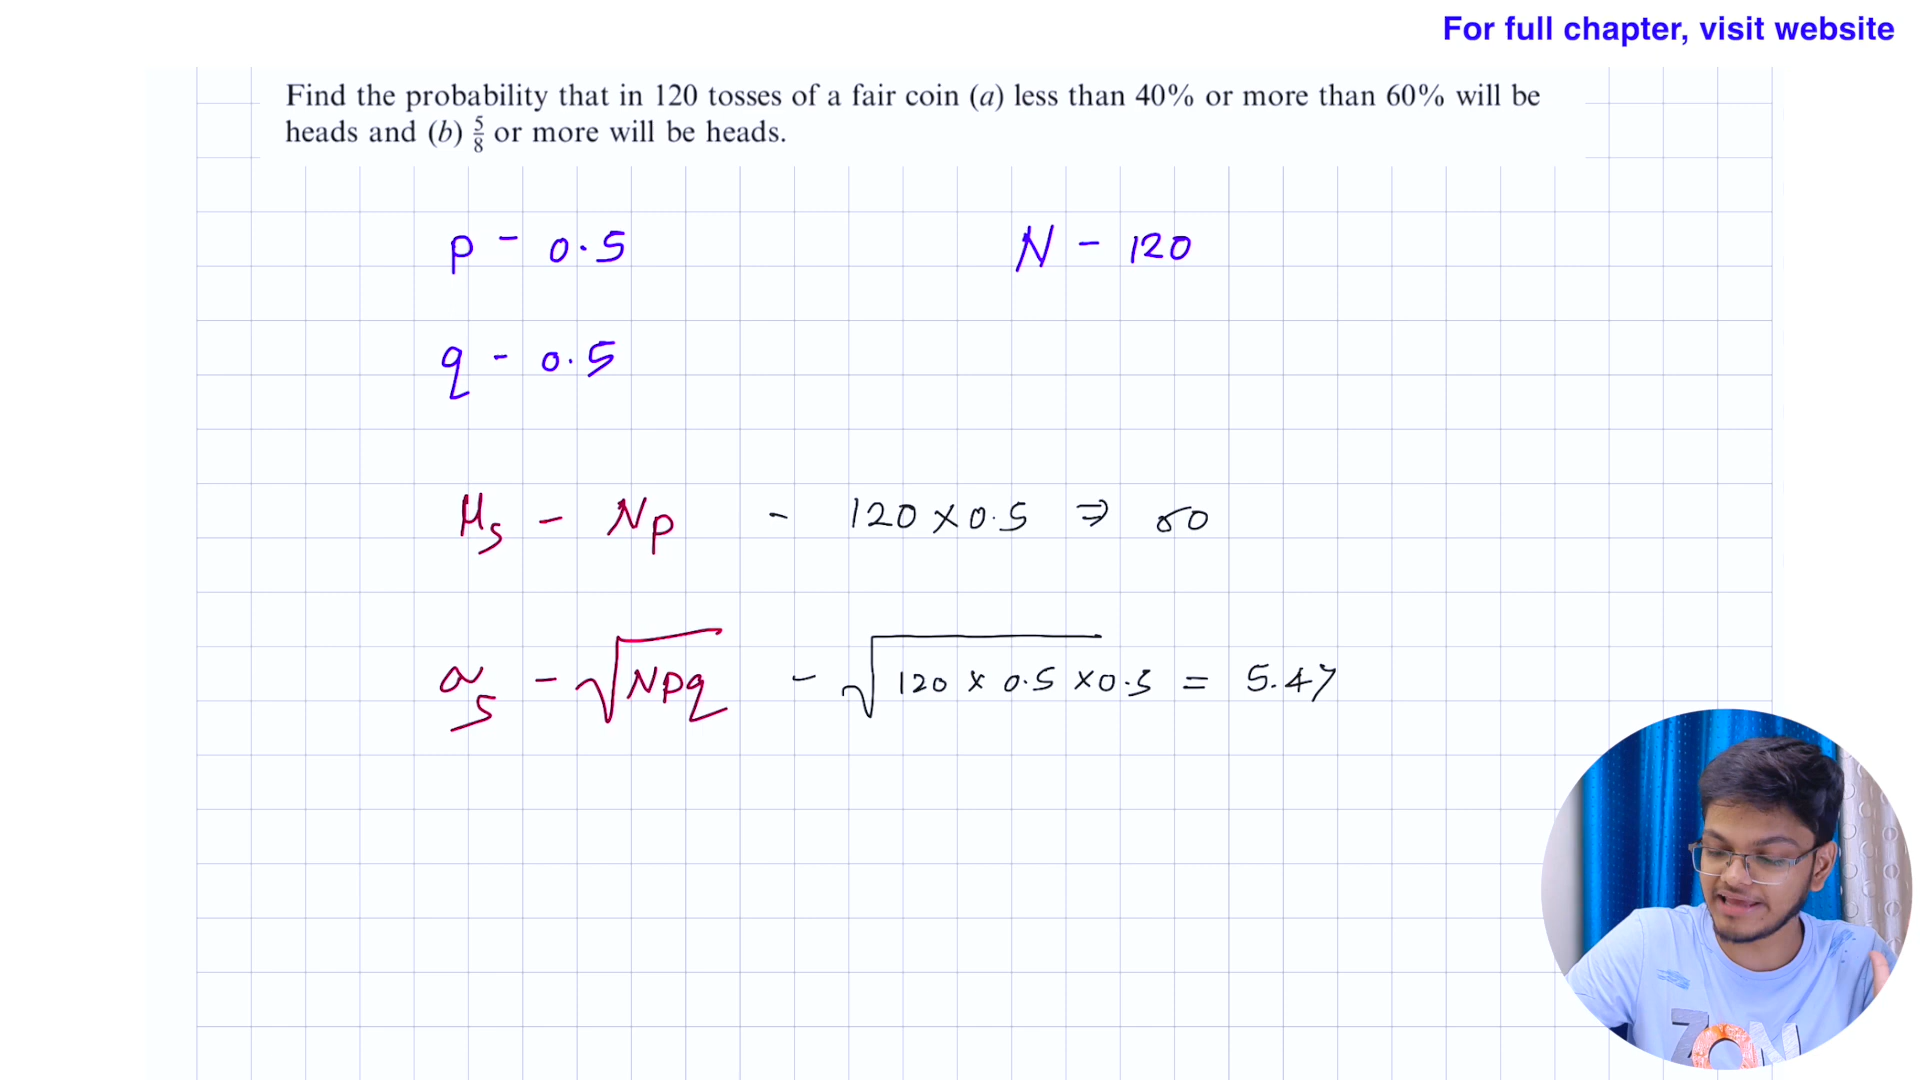 For full chapter, visit website
Find the probability that in 120 tosses of a fair coin (a) less than 40% or more than 60% will be
heads and (b) 5/8 or more will be heads.
p - 0.5 N - 120
q - 0.5
μs - Np - 120 × 0.5 ⇒ 60
σs - √Npq - √120 × 0.5 × 0.5 = 5.47
ZON